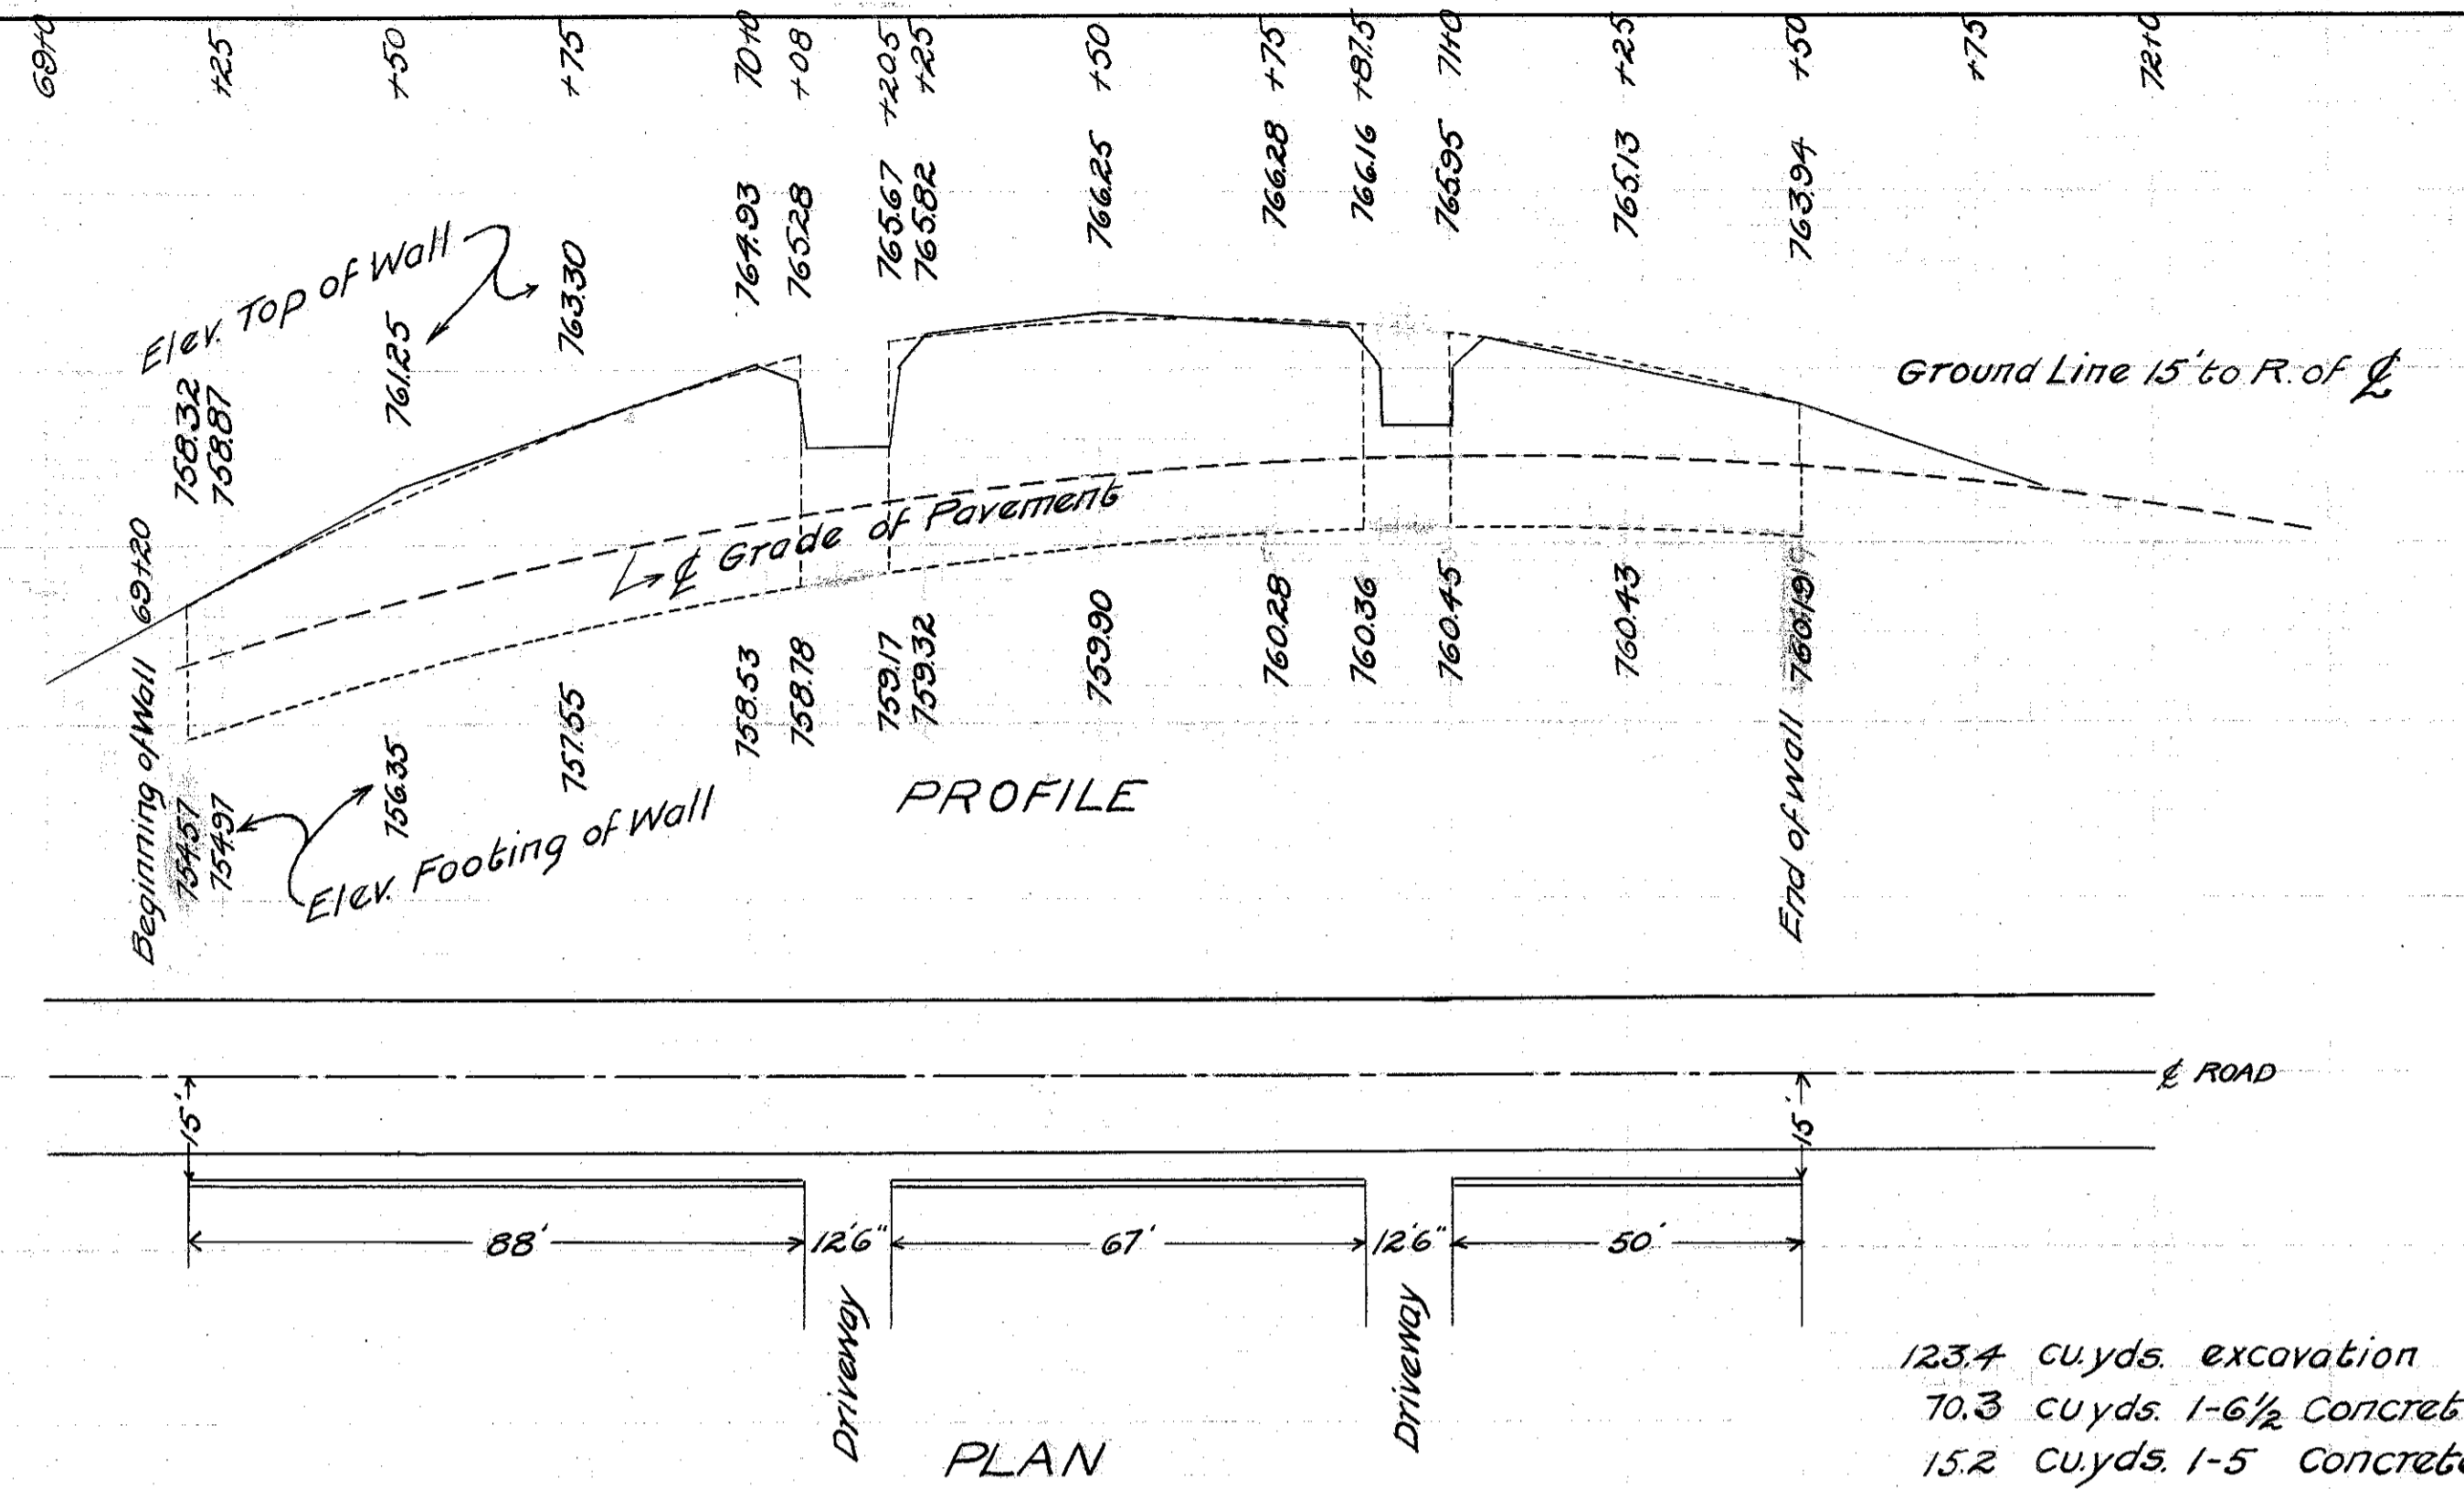 69+0 +25 +50 +75 70+0 +08 +20.5 +25 +50 +75 +87.5 71+0 +25 +50 +75 72+0
Elev. Top of Wall
758.32 758.87 761.25 763.30 764.93 765.28 765.67 765.82 766.25 766.28 766.16 765.95 765.13 763.94
Ground Line 15' to R. of ℄
℄ Grade of Pavement
Beginning of Wall 69+20
754.57 754.97 756.35 757.55 758.53 758.78 759.17 759.32 759.90 760.28 760.36 760.45 760.43 760.19
End of Wall
Elev. Footing of Wall
PROFILE
℄ ROAD
15' 15'
88' 12'6" 67' 12'6" 50'
Driveway Driveway
PLAN
123.4 cu.yds. excavation
70.3 cu yds. 1-6½ Concret
15.2 cu.yds. 1-5 Concrete